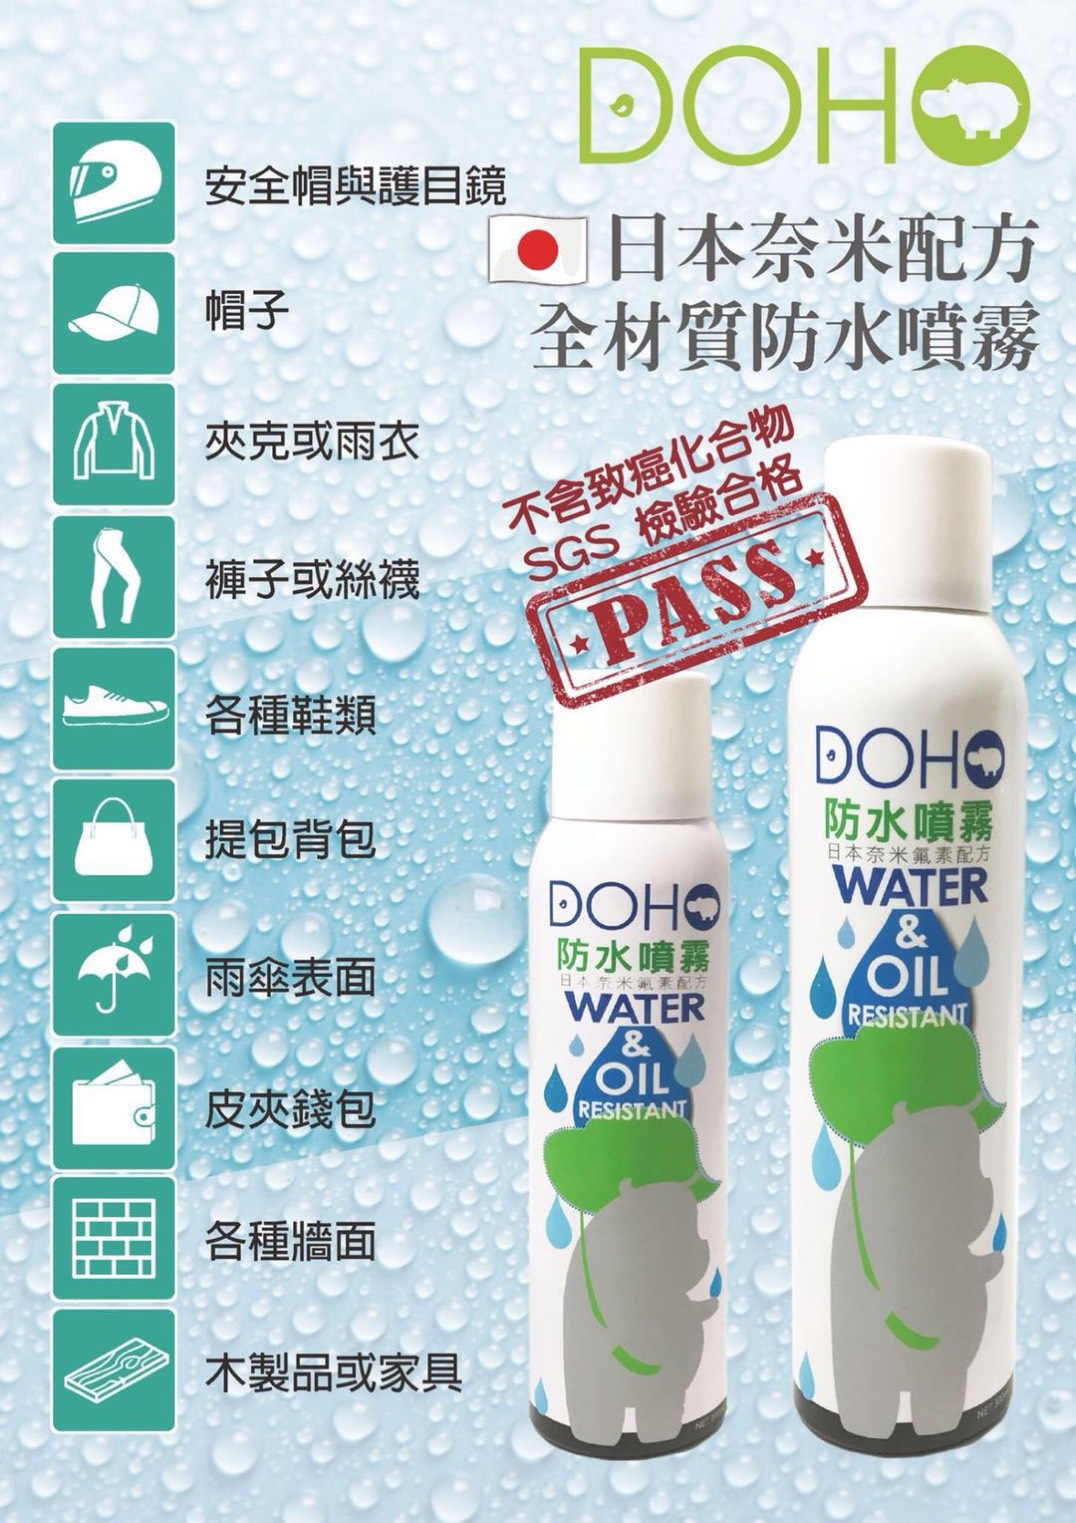 DOHO
安全帽與護目鏡
日本奈米配方
全材質防水噴霧
帽子
夾克或雨衣
褲子或絲襪
各種鞋類
提包背包
雨傘表面
皮夾錢包
各種牆面
木製品或家具
不含致癌化合物
SGS 檢驗合格
PASS
DOHO
防水噴霧
日本奈米氟素配方
WATER
&
OIL
RESISTANT
NET
DOHO
防水噴霧
日本奈米氟素配方
WATER
&
OIL
RESISTANT
NET